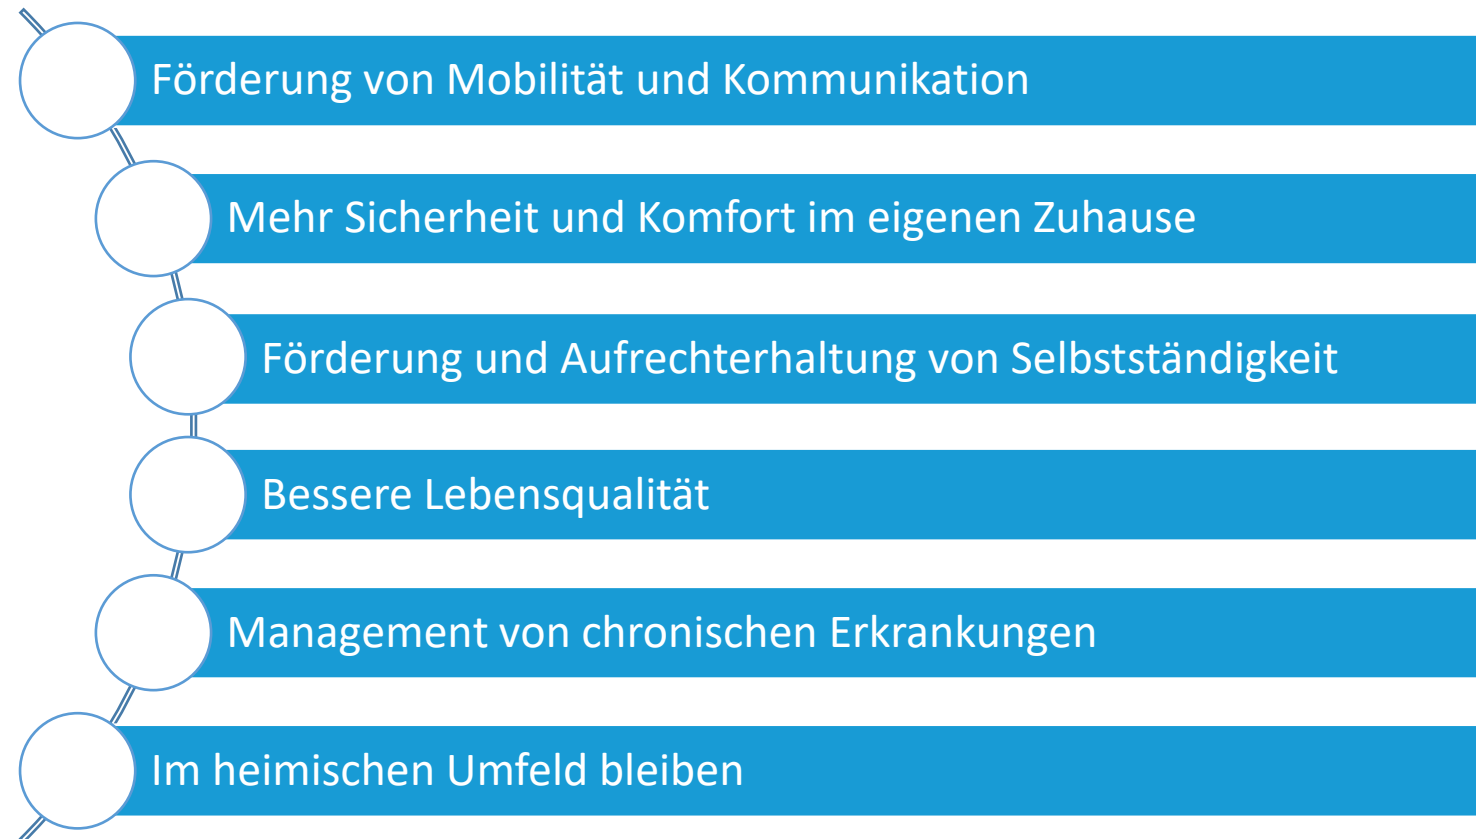 Förderung von Mobilität und Kommunikation
Mehr Sicherheit und Komfort im eigenen Zuhause
Förderung und Aufrechterhaltung von Selbstständigkeit
Bessere Lebensqualität
Management von chronischen Erkrankungen
Im heimischen Umfeld bleiben